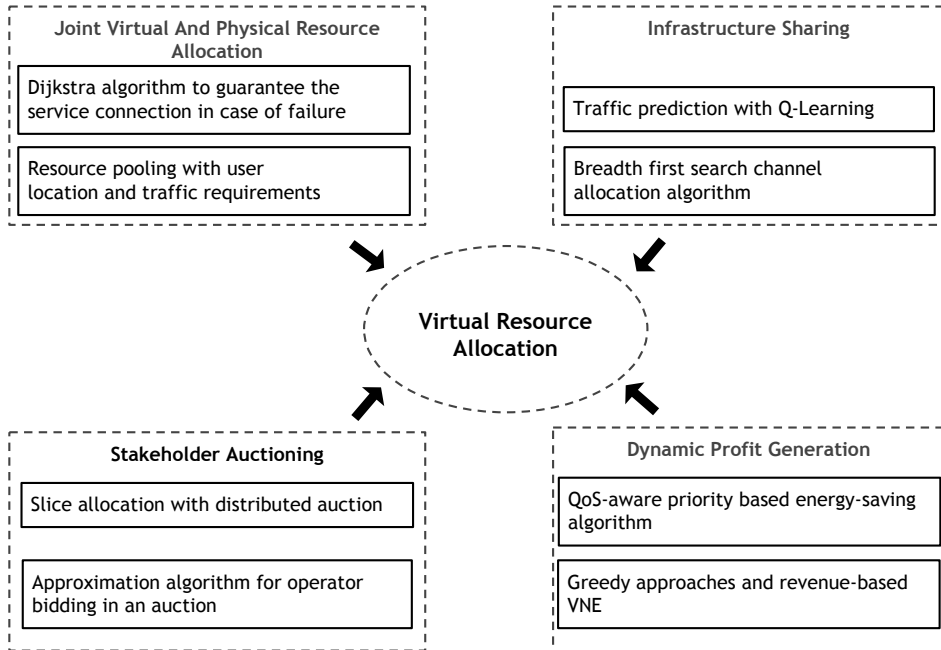 Joint Virtual And Physical Resource
Allocation
Dijkstra algorithm to guarantee the
service connection in case of failure
Resource pooling with user
location and traffic requirements
Infrastructure Sharing
Traffic prediction with Q-Learning
Breadth first search channel
allocation algorithm
Virtual Resource
Allocation
Stakeholder Auctioning
Slice allocation with distributed auction
Approximation algorithm for operator
bidding in an auction
Dynamic Profit Generation
QoS-aware priority based energy-saving
algorithm
Greedy approaches and revenue-based
VNE